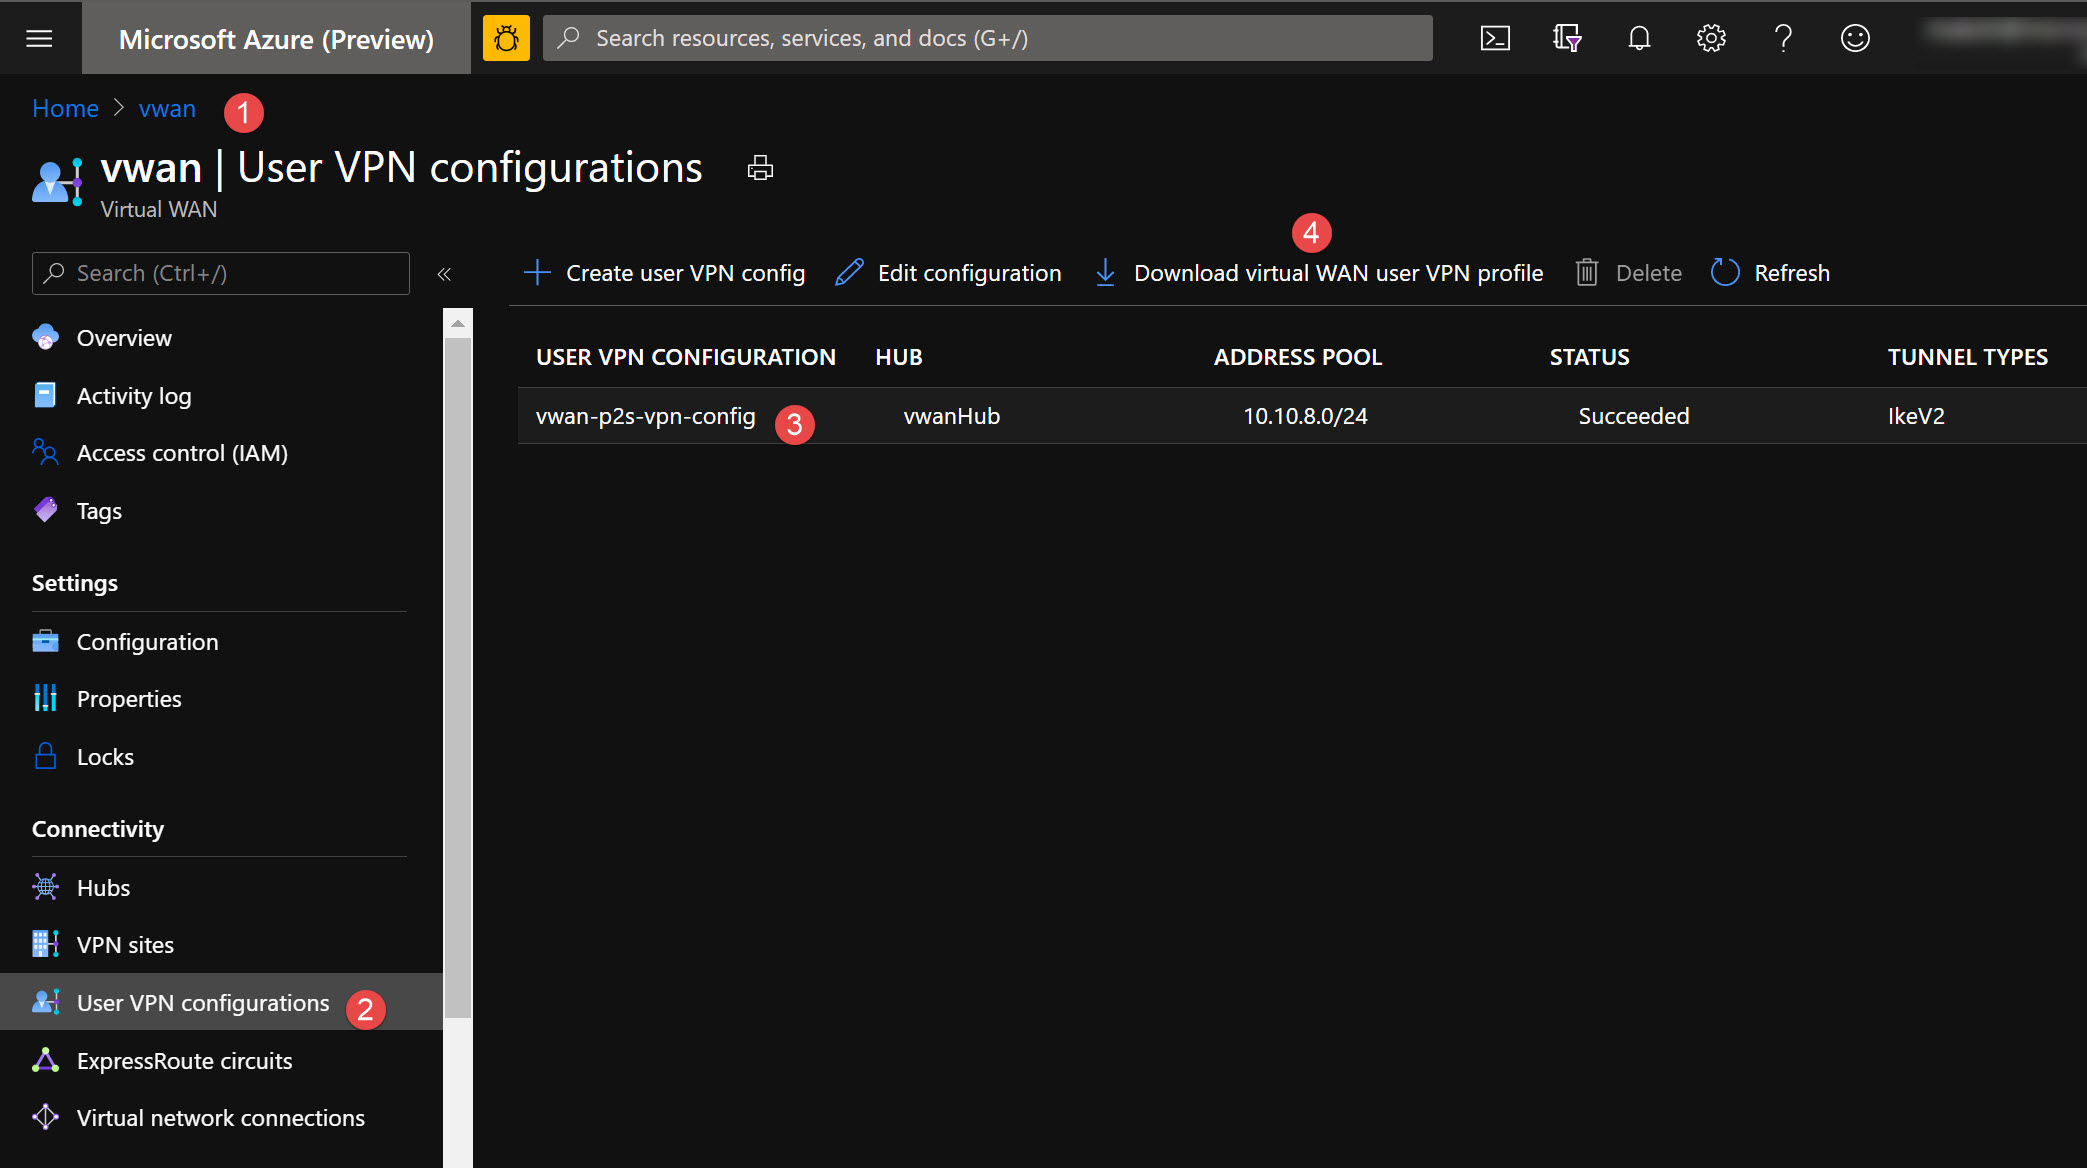 Microsoft Azure (Preview)
Search resources, services, and docs (G+/)
Home > vwan 1
vwan | User VPN configurations
Virtual WAN
4
Search (Ctrl+/) «
Create user VPN config Edit configuration Download virtual WAN user VPN profile Delete Refresh
USER VPN CONFIGURATION HUB ADDRESS POOL STATUS TUNNEL TYPES
vwan-p2s-vpn-config 3 vwanHub 10.10.8.0/24 Succeeded IkeV2
Overview
Activity log
Access control (IAM)
Tags
Settings
Configuration
Properties
Locks
Connectivity
Hubs
VPN sites
User VPN configurations 2
ExpressRoute circuits
Virtual network connections